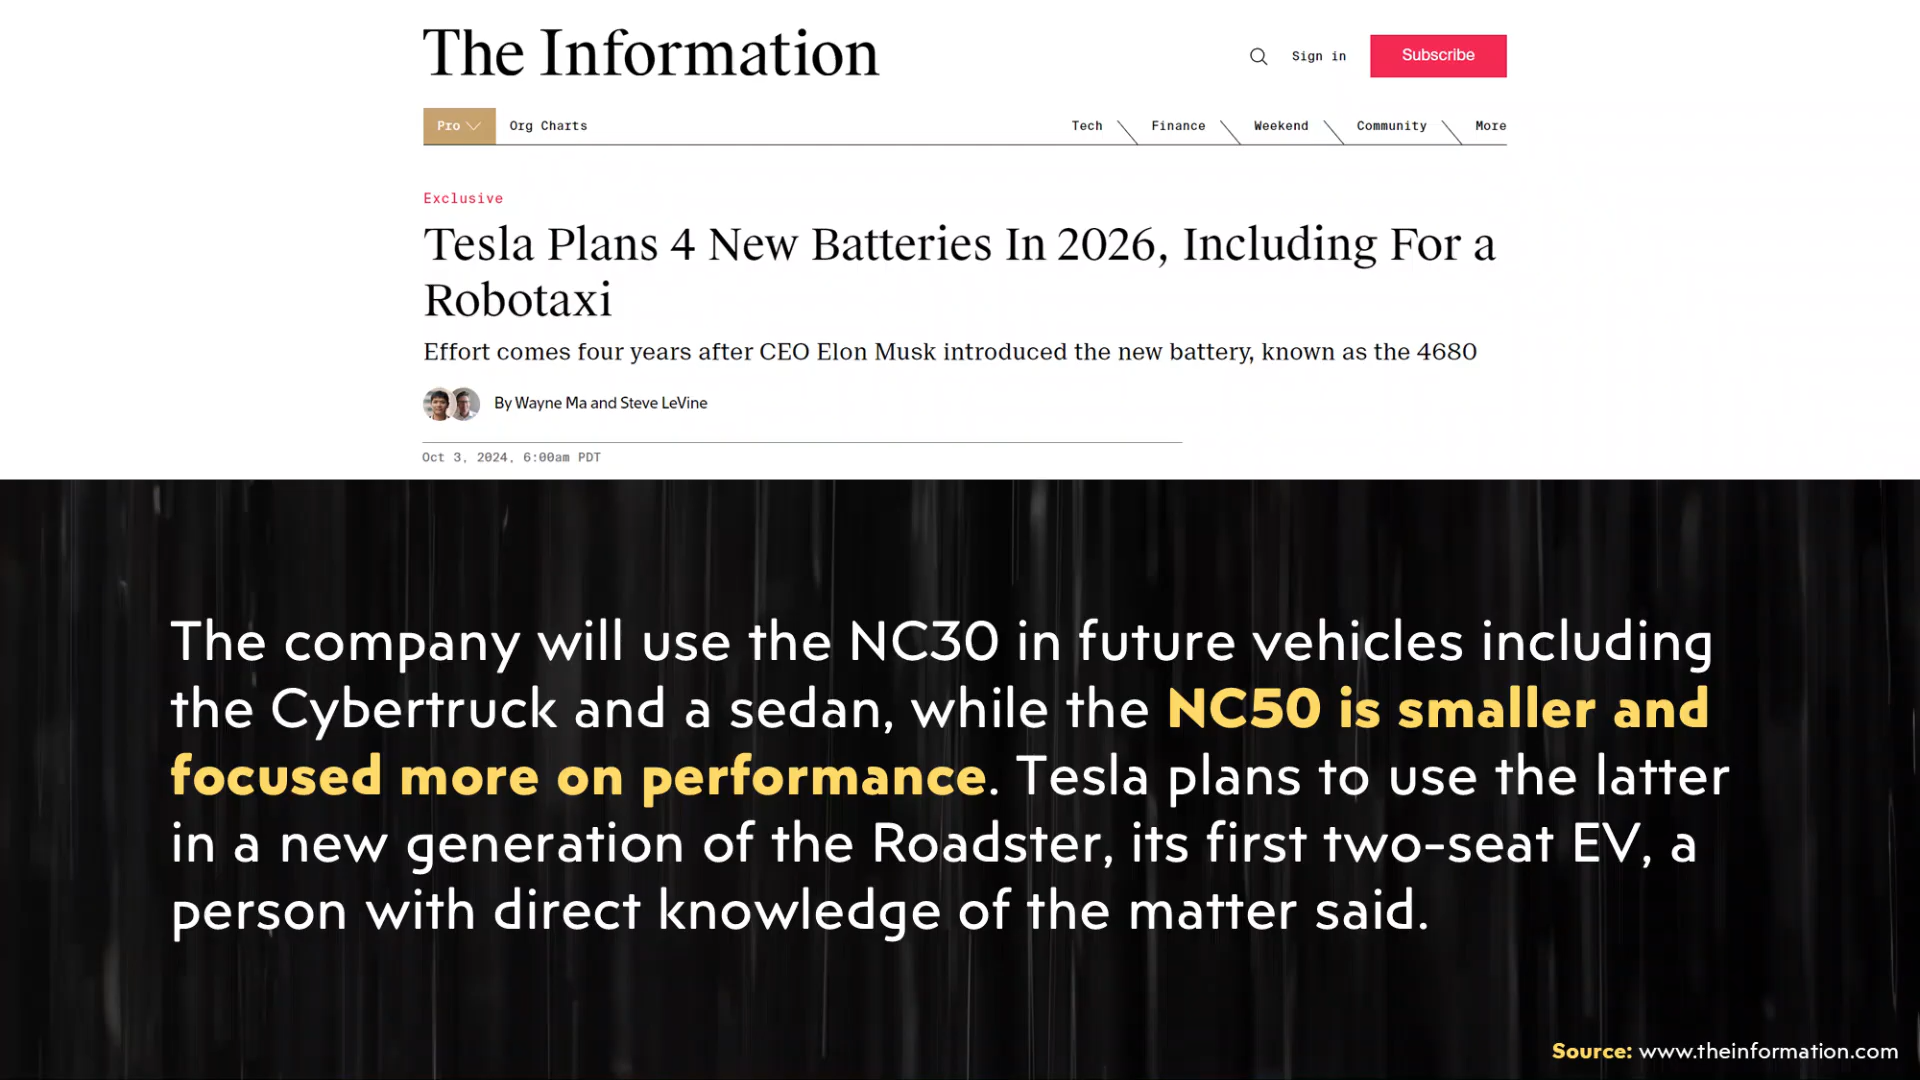 The Information
Sign in
Subscribe
Pro
Org Charts
Tech
Finance
Weekend
Community
More
Exclusive
Tesla Plans 4 New Batteries In 2026, Including For a
Robotaxi
Effort comes four years after CEO Elon Musk introduced the new battery, known as the 4680
By Wayne Ma and Steve LeVine
Oct 3, 2024, 6:00am PDT
The company will use the NC30 in future vehicles including
the Cybertruck and a sedan, while the NC50 is smaller and
focused more on performance. Tesla plans to use the latter
in a new generation of the Roadster, its first two-seat EV, a
person with direct knowledge of the matter said.
Source: www.theinformation.com